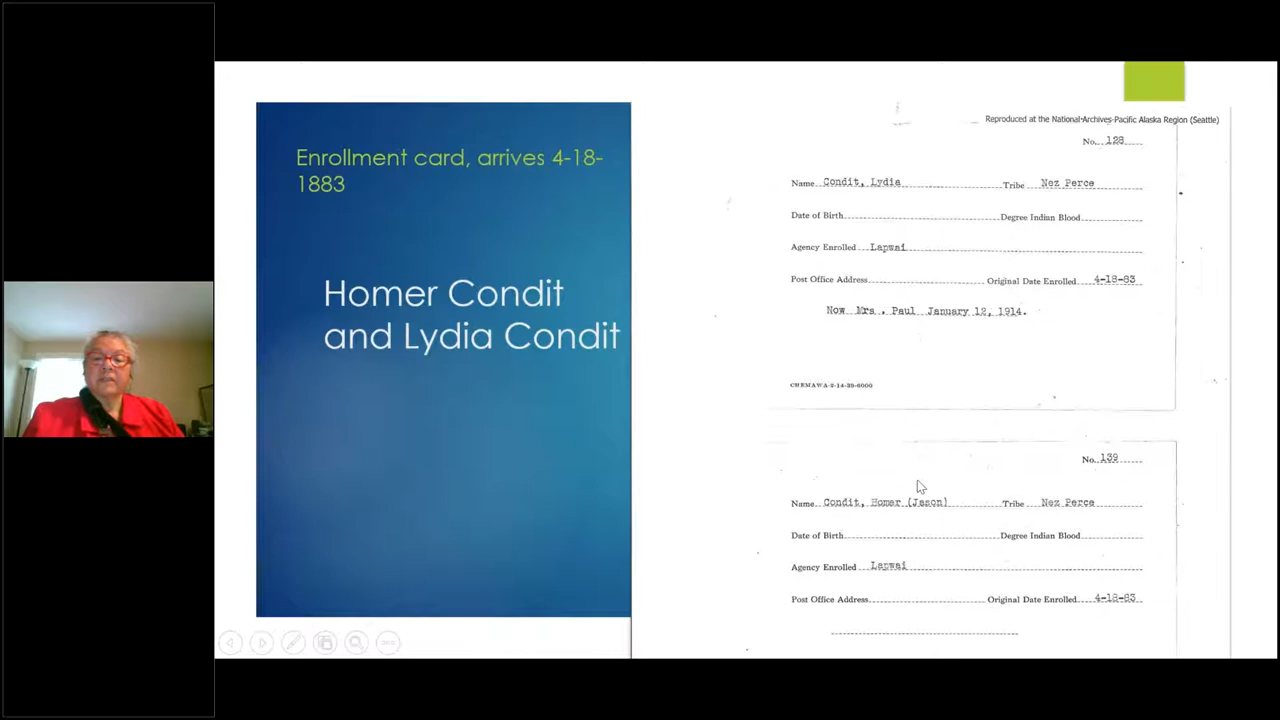 Enrollment card, arrives 4-18-
1883
Homer Condit
and Lydia Condit
Reproduced at the National Archives-Pacific Alaska Region (Seattle)
No. 128
Name Condit, Lydia Tribe Nez Perce
Date of Birth Degree Indian Blood
Agency Enrolled Lapwai
Post Office Address Original Date Enrolled 4-18-83
Now Mrs. Paul January 12, 1914.
CHEMAWA-2-14-39-6000
No. 139
Name Condit, Homer (Jason) Tribe Nez Perce
Date of Birth Degree Indian Blood
Agency Enrolled Lapwai
Post Office Address Original Date Enrolled 4-18-83